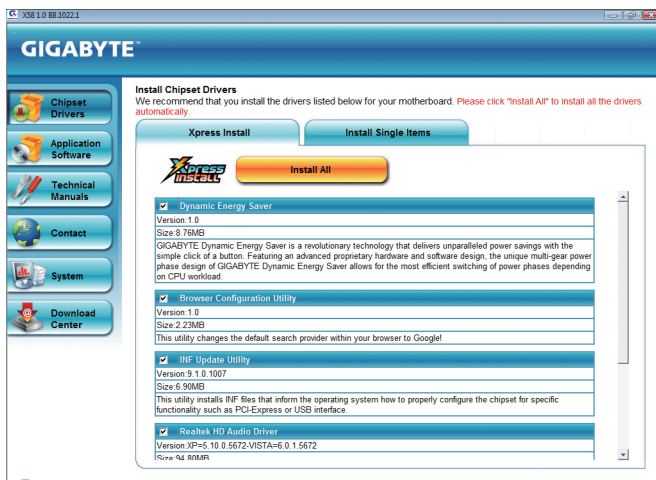 X58 1.0 B8.1022.1
GIGABYTE™
Chipset
Drivers
Application
Software
Technical
Manuals
Contact
System
Download
Center
Install Chipset Drivers
We recommend that you install the drivers listed below for your motherboard. Please click "Install All" to install all the drivers
automatically.
Xpress Install
Install Single Items
Xpress
INSTALL
Install All
Dynamic Energy Saver
Version:1.0
Size:8.76MB
GIGABYTE Dynamic Energy Saver is a revolutionary technology that delivers unparalleled power savings with the
simple click of a button. Featuring an advanced proprietary hardware and software design, the unique multi-gear power
phase design of GIGABYTE Dynamic Energy Saver allows for the most efficient switching of power phases depending
on CPU workload.
Browser Configuration Utility
Version:1.0
Size:2.23MB
This utility changes the default search provider within your browser to Google!
INF Update Utility
Version:9.1.0.1007
Size:6.90MB
This utility installs INF files that inform the operating system how to properly configure the chipset for specific
functionality such as PCI-Express or USB interface.
Realtek HD Audio Driver
Version:XP=5.10.0.5672-VISTA=6.0.1.5672
Size:94.80MB